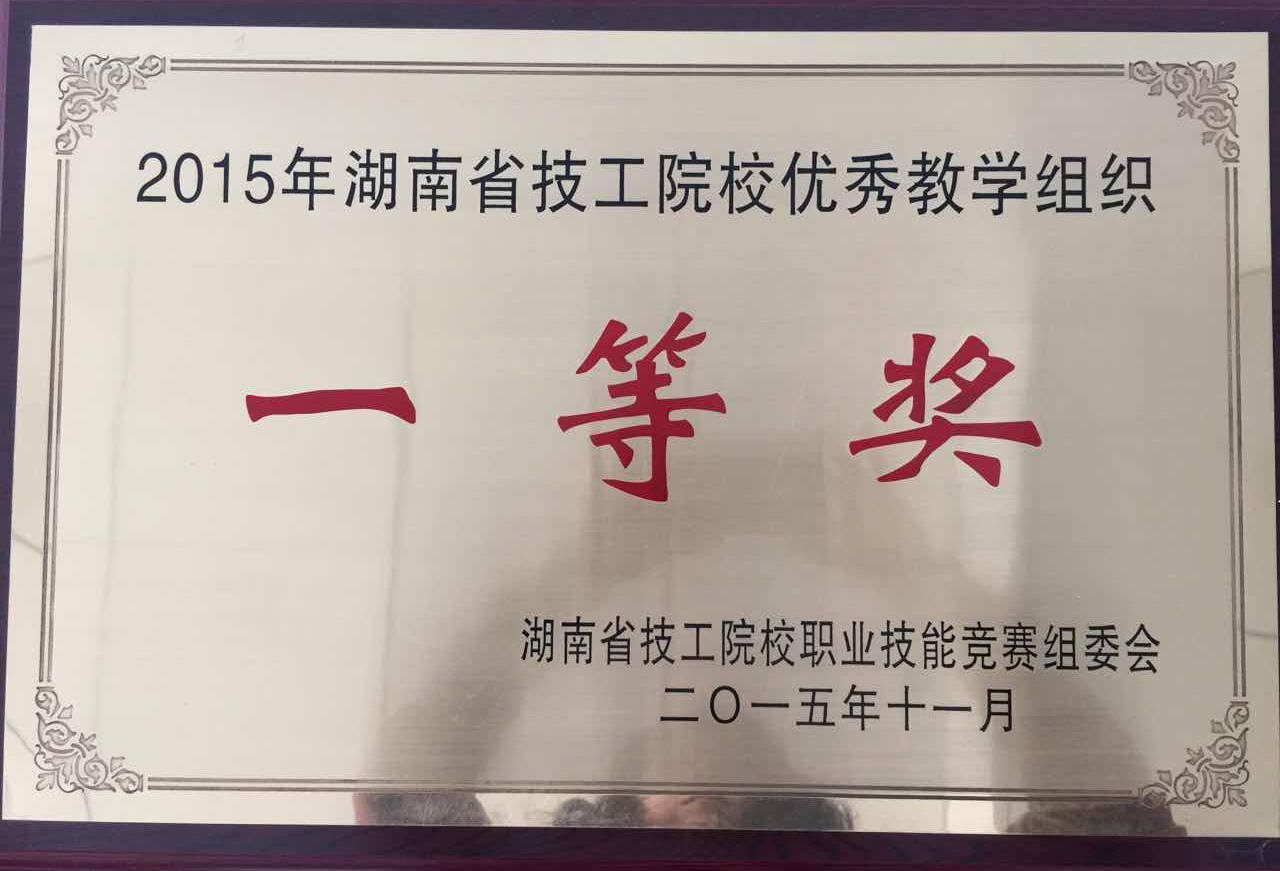 2015年湖南省技工院校优秀教学组织
一等奖
湖南省技工院校职业技能竞赛组委会
二〇一五年十一月